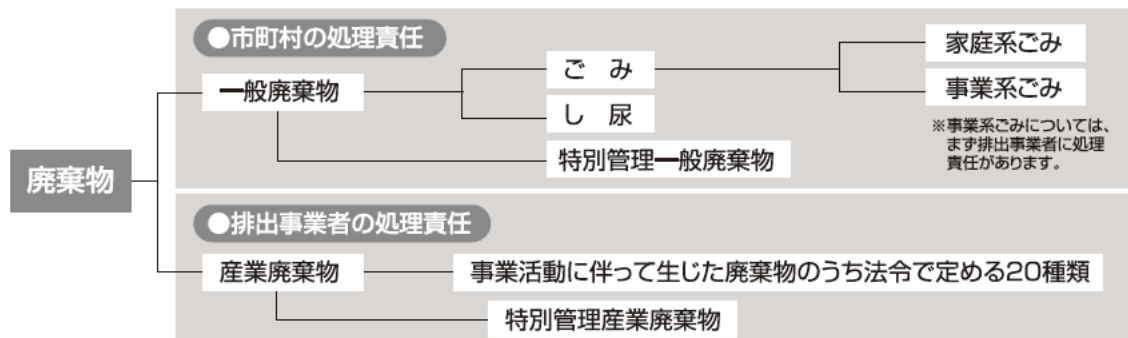 廃棄物
●市町村の処理責任
一般廃棄物
ご み
し 尿
特別管理一般廃棄物
家庭系ごみ
事業系ごみ
※事業系ごみについては、
まず排出事業者に処理
責任があります。
●排出事業者の処理責任
産業廃棄物
事業活動に伴って生じた廃棄物のうち法令で定める20種類
特別管理産業廃棄物